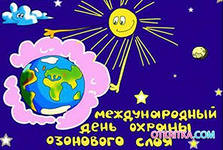 МЕЖДУНАРОДНЫЙ
ДЕНЬ ОХРАНЫ
ОЗОНОВОГО СЛОЯ